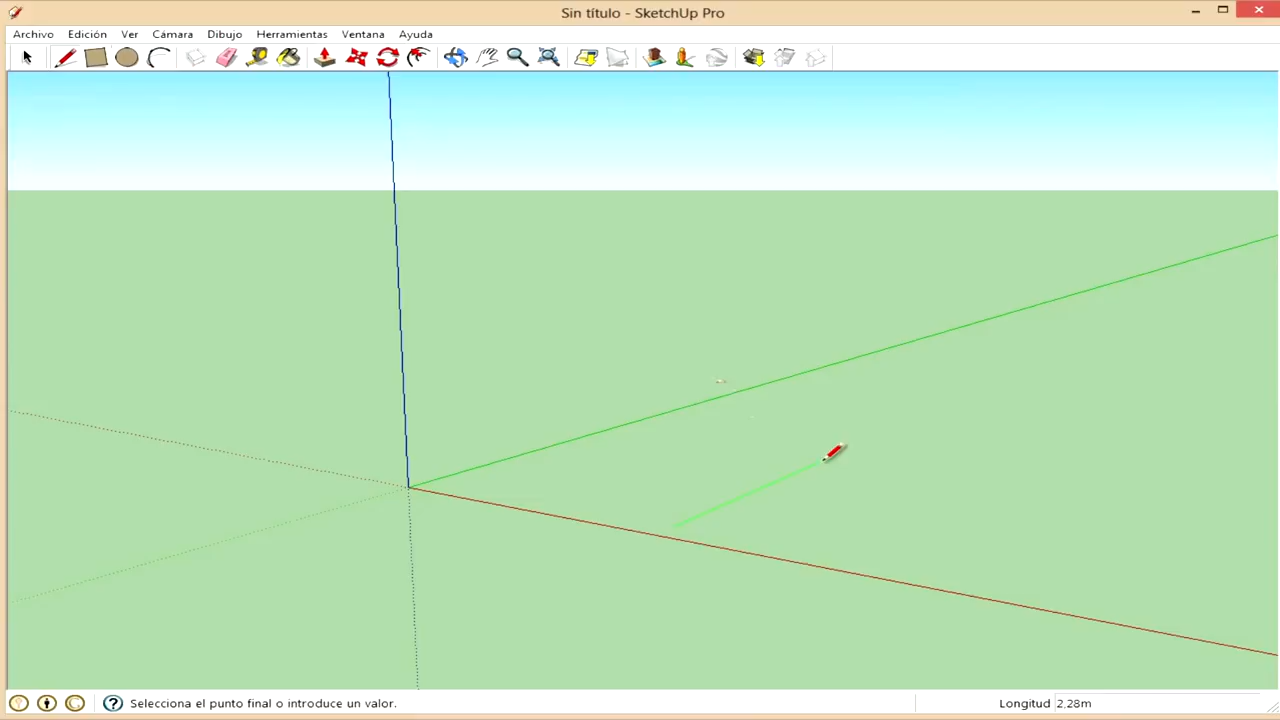 Sin título - SketchUp Pro
Archivo Edición Ver Cámara Dibujo Herramientas Ventana Ayuda
Selecciona el punto final o introduce un valor. Longitud 2,28m